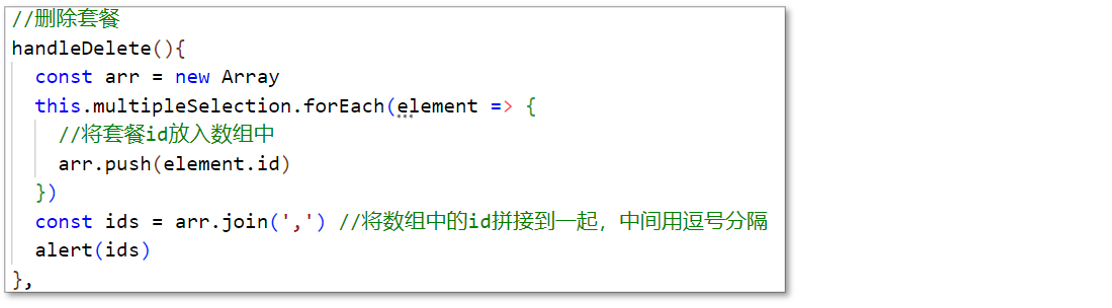 //删除套餐
handleDelete(){
  const arr = new Array
  this.multipleSelection.forEach(element => {
    //将套餐id放入数组中
    arr.push(element.id)
  })
  const ids = arr.join(',') //将数组中的id拼接到一起，中间用逗号分隔
  alert(ids)
},